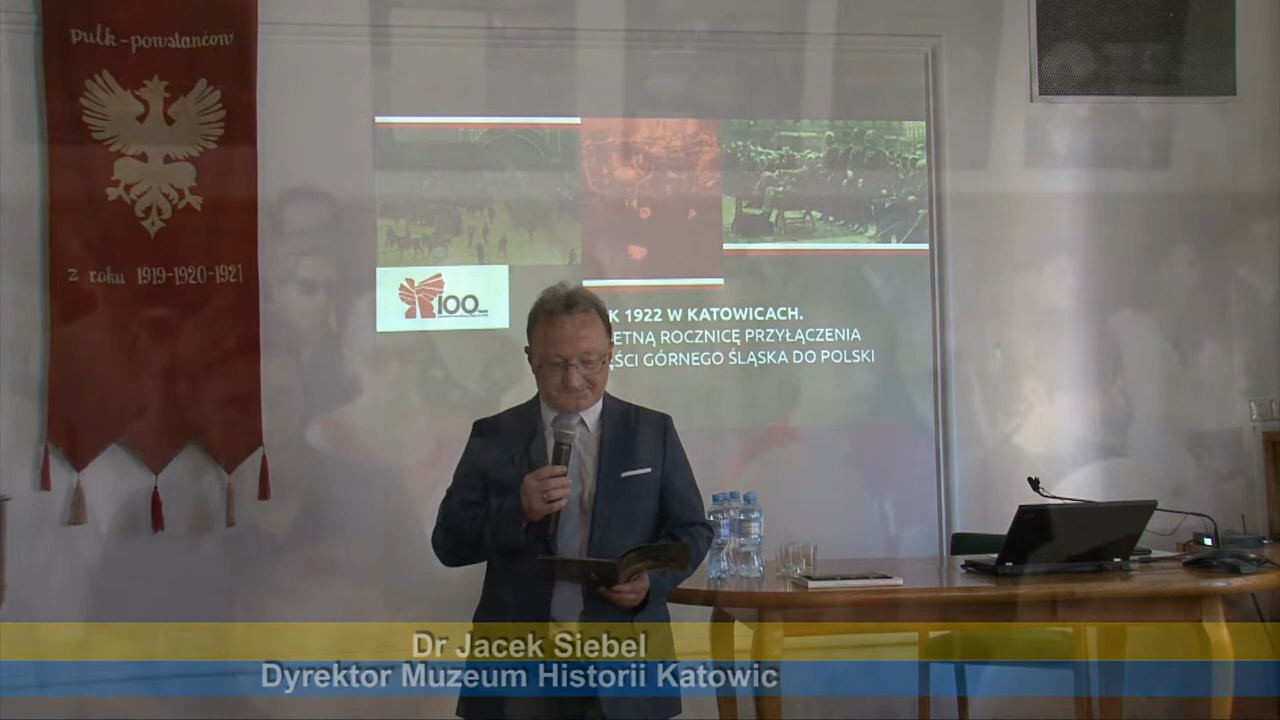 pułk-powstańców
z roku 1919-1920-1921
100
K 1922 W KATOWICACH.
ETNĄ ROCZNICĘ PRZYŁĄCZENIA
ŚCI GÓRNEGO ŚLĄSKA DO POLSKI
Dr Jacek Siebel
Dyrektor Muzeum Historii Katowic